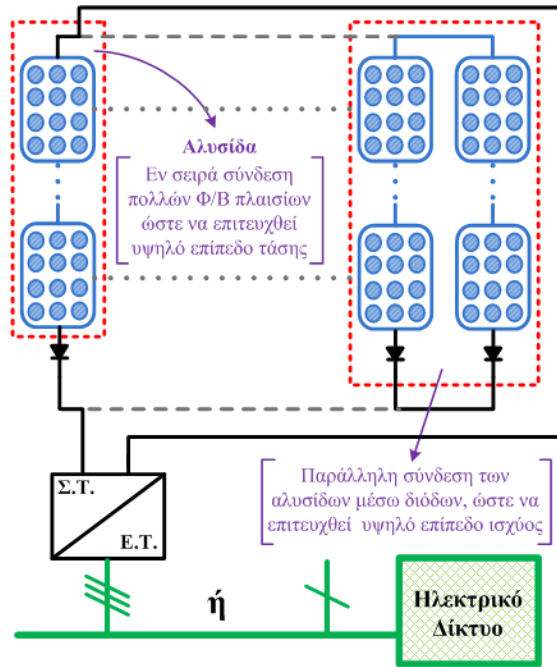 Αλυσίδα
Εν σειρά σύνδεση
πολλών Φ/Β πλαισίων
ώστε να επιτευχθεί
υψηλό επίπεδο τάσης
Παράλληλη σύνδεση των
αλυσίδων μέσω διόδων, ώστε να
επιτευχθεί υψηλό επίπεδο ισχύος
Σ.Τ.
Ε.Τ.
ή
Ηλεκτρικό
Δίκτυο